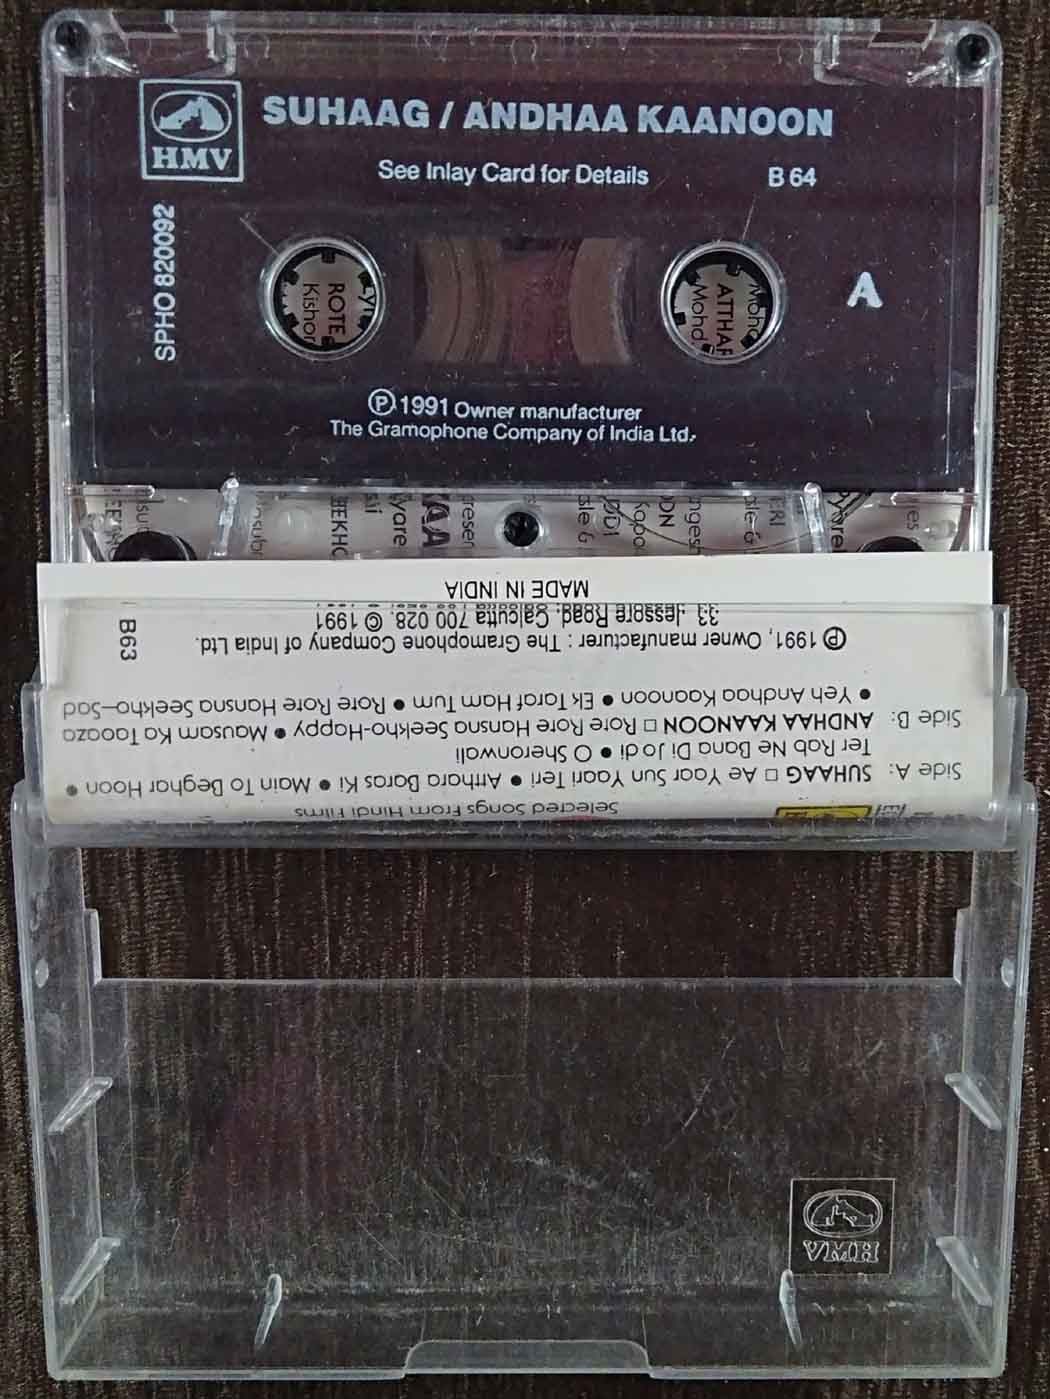 HMV
SUHAAG / ANDHAA KAANOON
See Inlay Card for Details
B 64
SPHO 820092
A
ROTE
Kishor
Mohd
ATTHAR
Mohd
Ⓟ 1991 Owner manufacturer
The Gramophone Company of India Ltd.
MADE IN INDIA
33, Jessore Road, Calcutta 700 028. © 1991
Ⓟ 1991, Owner manufacturer : The Gramophone Company of India Ltd.
B63
• Yeh Andhaa Kaanoon • Ek Taraf Ham Tum • Rote Rote Hansna Seekho–Sad
Side B: ANDHAA KAANOON □ Rote Rote Hansna Seekho-Happy • Mausam Ka Taqaza
Ter Rab Ne Bana Di Jodi • O Sheronwali
Side A: SUHAAG □ Ae Yaar Sun Yaari Teri • Atthara Baras Ki • Main To Beghar Hoon •
Selected Songs From Hindi Films
HMV